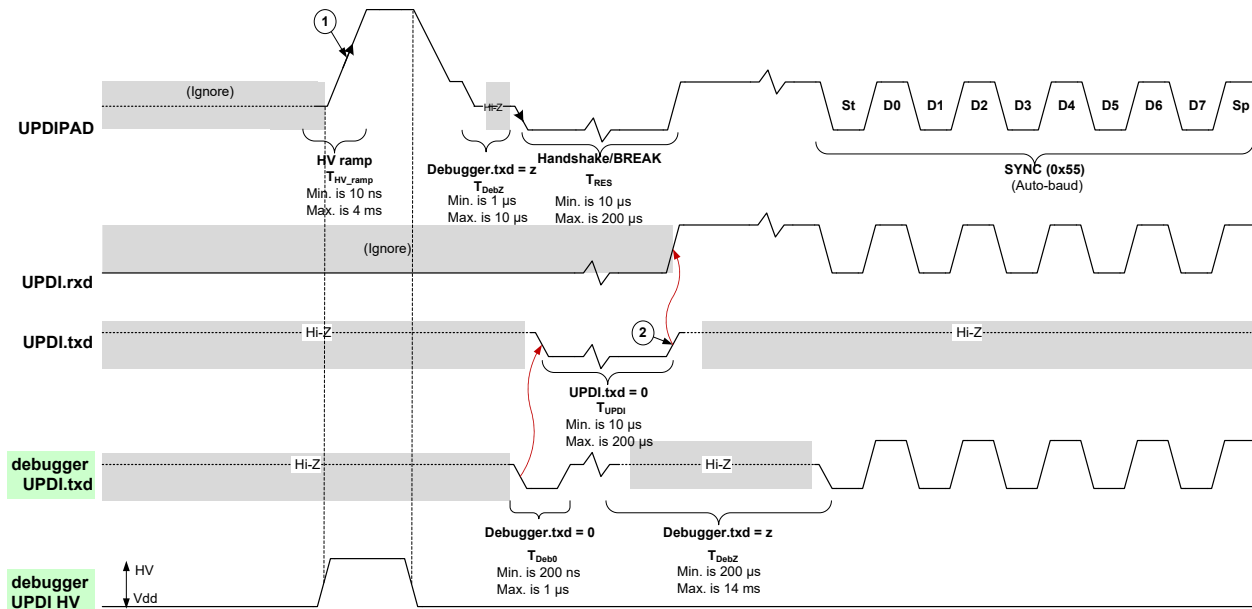 1
(Ignore)
Hi-Z
St D0 D1 D2 D3 D4 D5 D6 D7 Sp
UPDIPAD
HV ramp
THV_ramp
Min. is 10 ns
Max. is 4 ms
Debugger.txd = z
TDebZ
Min. is 1 µs
Max. is 10 µs
Handshake/BREAK
TRES
Min. is 10 µs
Max. is 200 µs
SYNC (0x55)
(Auto-baud)
(Ignore)
UPDI.rxd
Hi-Z
2
Hi-Z
UPDI.txd
UPDI.txd = 0
TUPDI
Min. is 10 µs
Max. is 200 µs
debugger
UPDI.txd
Hi-Z
Hi-Z
Debugger.txd = 0
TDeb0
Min. is 200 ns
Max. is 1 µs
Debugger.txd = z
TDebZ
Min. is 200 µs
Max. is 14 ms
debugger
UPDI HV
HV
Vdd